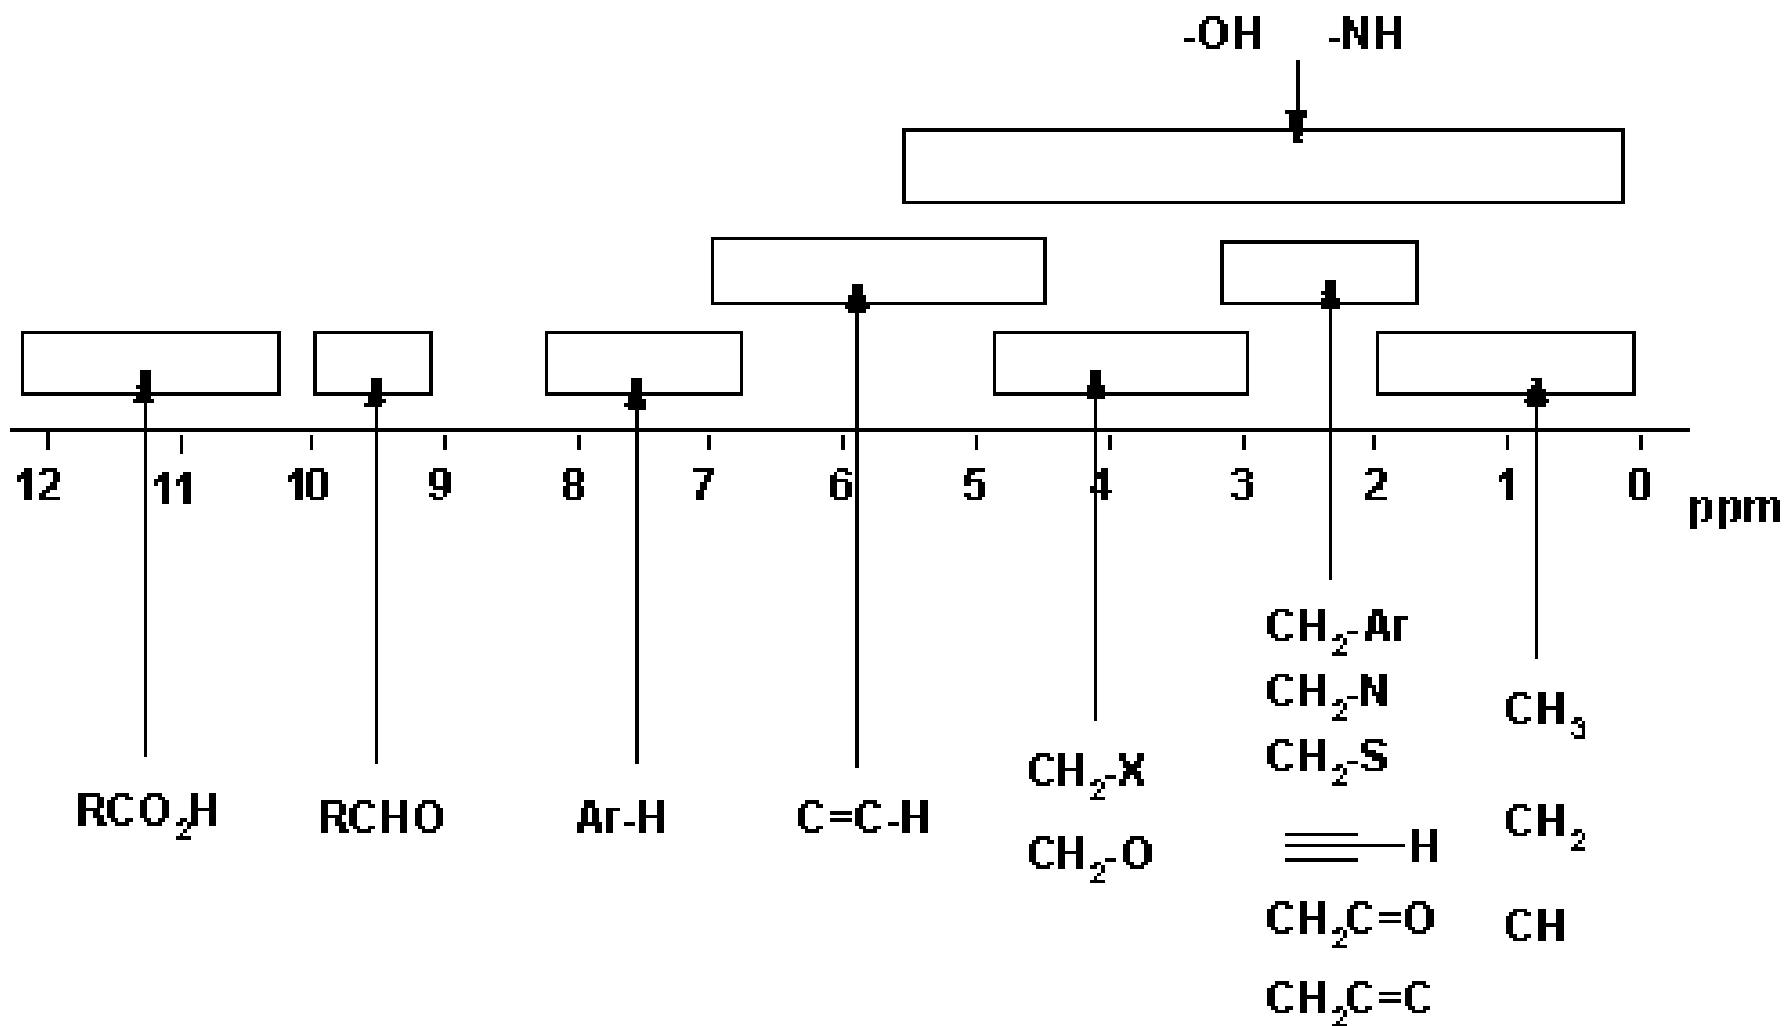 -OH -NH
12 11 10 9 8 7 6 5 4 3 2 1 0 ppm
RCO₂H
RCHO
Ar-H
C=C-H
CH₂-X
CH₂-O
CH₂-Ar
CH₂-N
CH₂-S
≡-H
CH₂C=O
CH₂C=C
CH₃
CH₂
CH